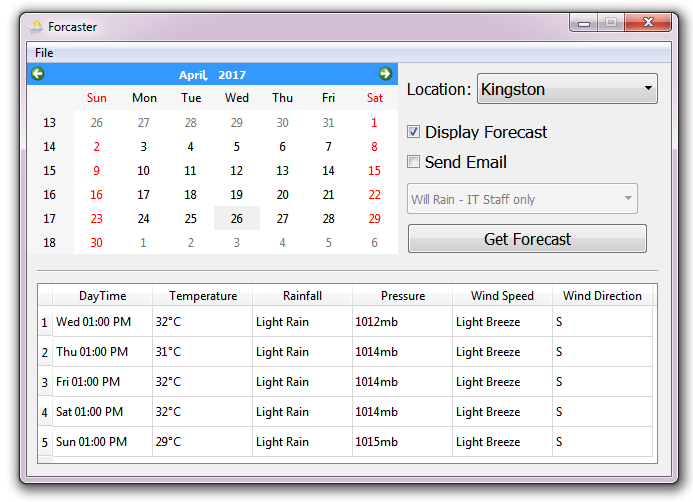 Forcaster
File
April, 2017
Sun Mon Tue Wed Thu Fri Sat
13 26 27 28 29 30 31 1
14 2 3 4 5 6 7 8
15 9 10 11 12 13 14 15
16 16 17 18 19 20 21 22
17 23 24 25 26 27 28 29
18 30 1 2 3 4 5 6
Location: Kingston
Display Forecast
Send Email
Will Rain - IT Staff only
Get Forecast
DayTime Temperature Rainfall Pressure Wind Speed Wind Direction
1 Wed 01:00 PM 32°C Light Rain 1012mb Light Breeze S
2 Thu 01:00 PM 31°C Light Rain 1014mb Light Breeze S
3 Fri 01:00 PM 32°C Light Rain 1014mb Light Breeze S
4 Sat 01:00 PM 32°C Light Rain 1014mb Light Breeze S
5 Sun 01:00 PM 29°C Light Rain 1015mb Light Breeze S